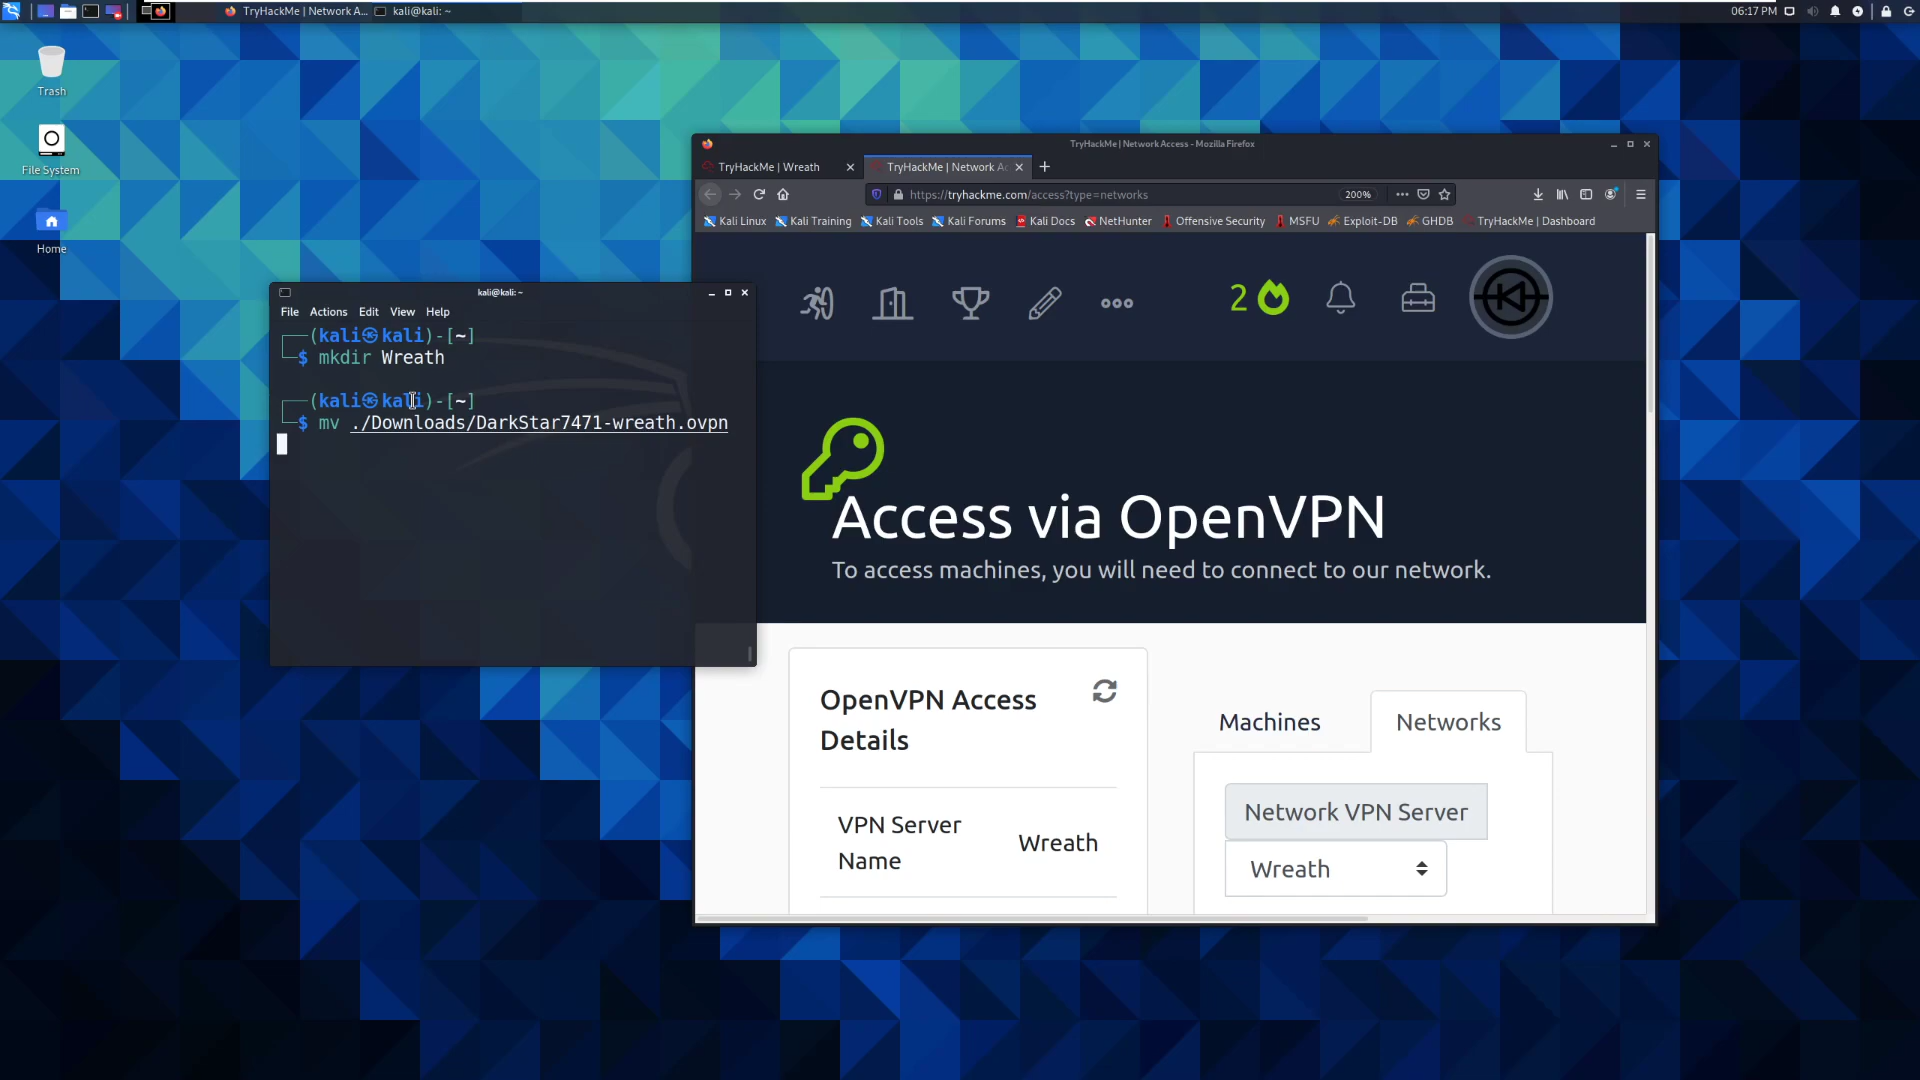 TryHackMe | Network A...
kali@kali: ~
06:17 PM
Trash
File System
Home
TryHackMe | Network Access - Mozilla Firefox
TryHackMe | Wreath
TryHackMe | Network Ac
https://tryhackme.com/access?type=networks
200%
Kali Linux
Kali Training
Kali Tools
Kali Forums
Kali Docs
NetHunter
Offensive Security
MSFU
Exploit-DB
GHDB
TryHackMe | Dashboard
kali@kali: ~
File Actions Edit View Help
(kali㉿kali)-[~]
$ mkdir Wreath
(kali㉿kali)-[~]
$ mv ./Downloads/DarkStar7471-wreath.ovpn
2
Access via OpenVPN
To access machines, you will need to connect to our network.
OpenVPN Access
Details
VPN Server
Name
Wreath
Machines
Networks
Network VPN Server
Wreath